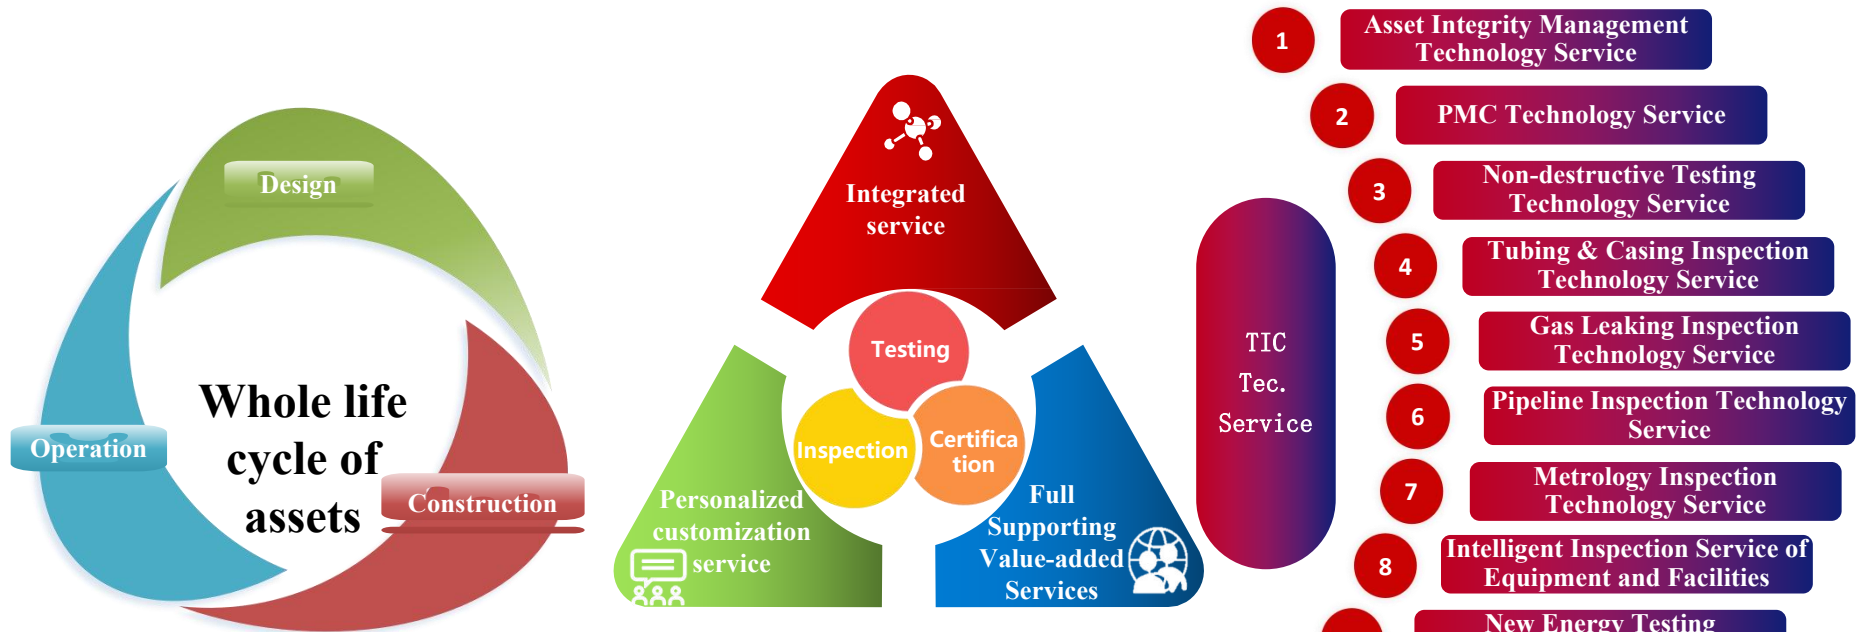 Design
Operation
Whole life
cycle of
assets
Construction
Integrated
service
Testing
Inspection
Certifica
tion
Personalized
customization
service
Full
Supporting
Value-added
Services
TIC
Tec.
Service
1
Asset Integrity Management
Technology Service
2
PMC Technology Service
3
Non-destructive Testing
Technology Service
4
Tubing & Casing Inspection
Technology Service
5
Gas Leaking Inspection
Technology Service
6
Pipeline Inspection Technology
Service
7
Metrology Inspection
Technology Service
8
Intelligent Inspection Service of
Equipment and Facilities
New Energy Testing